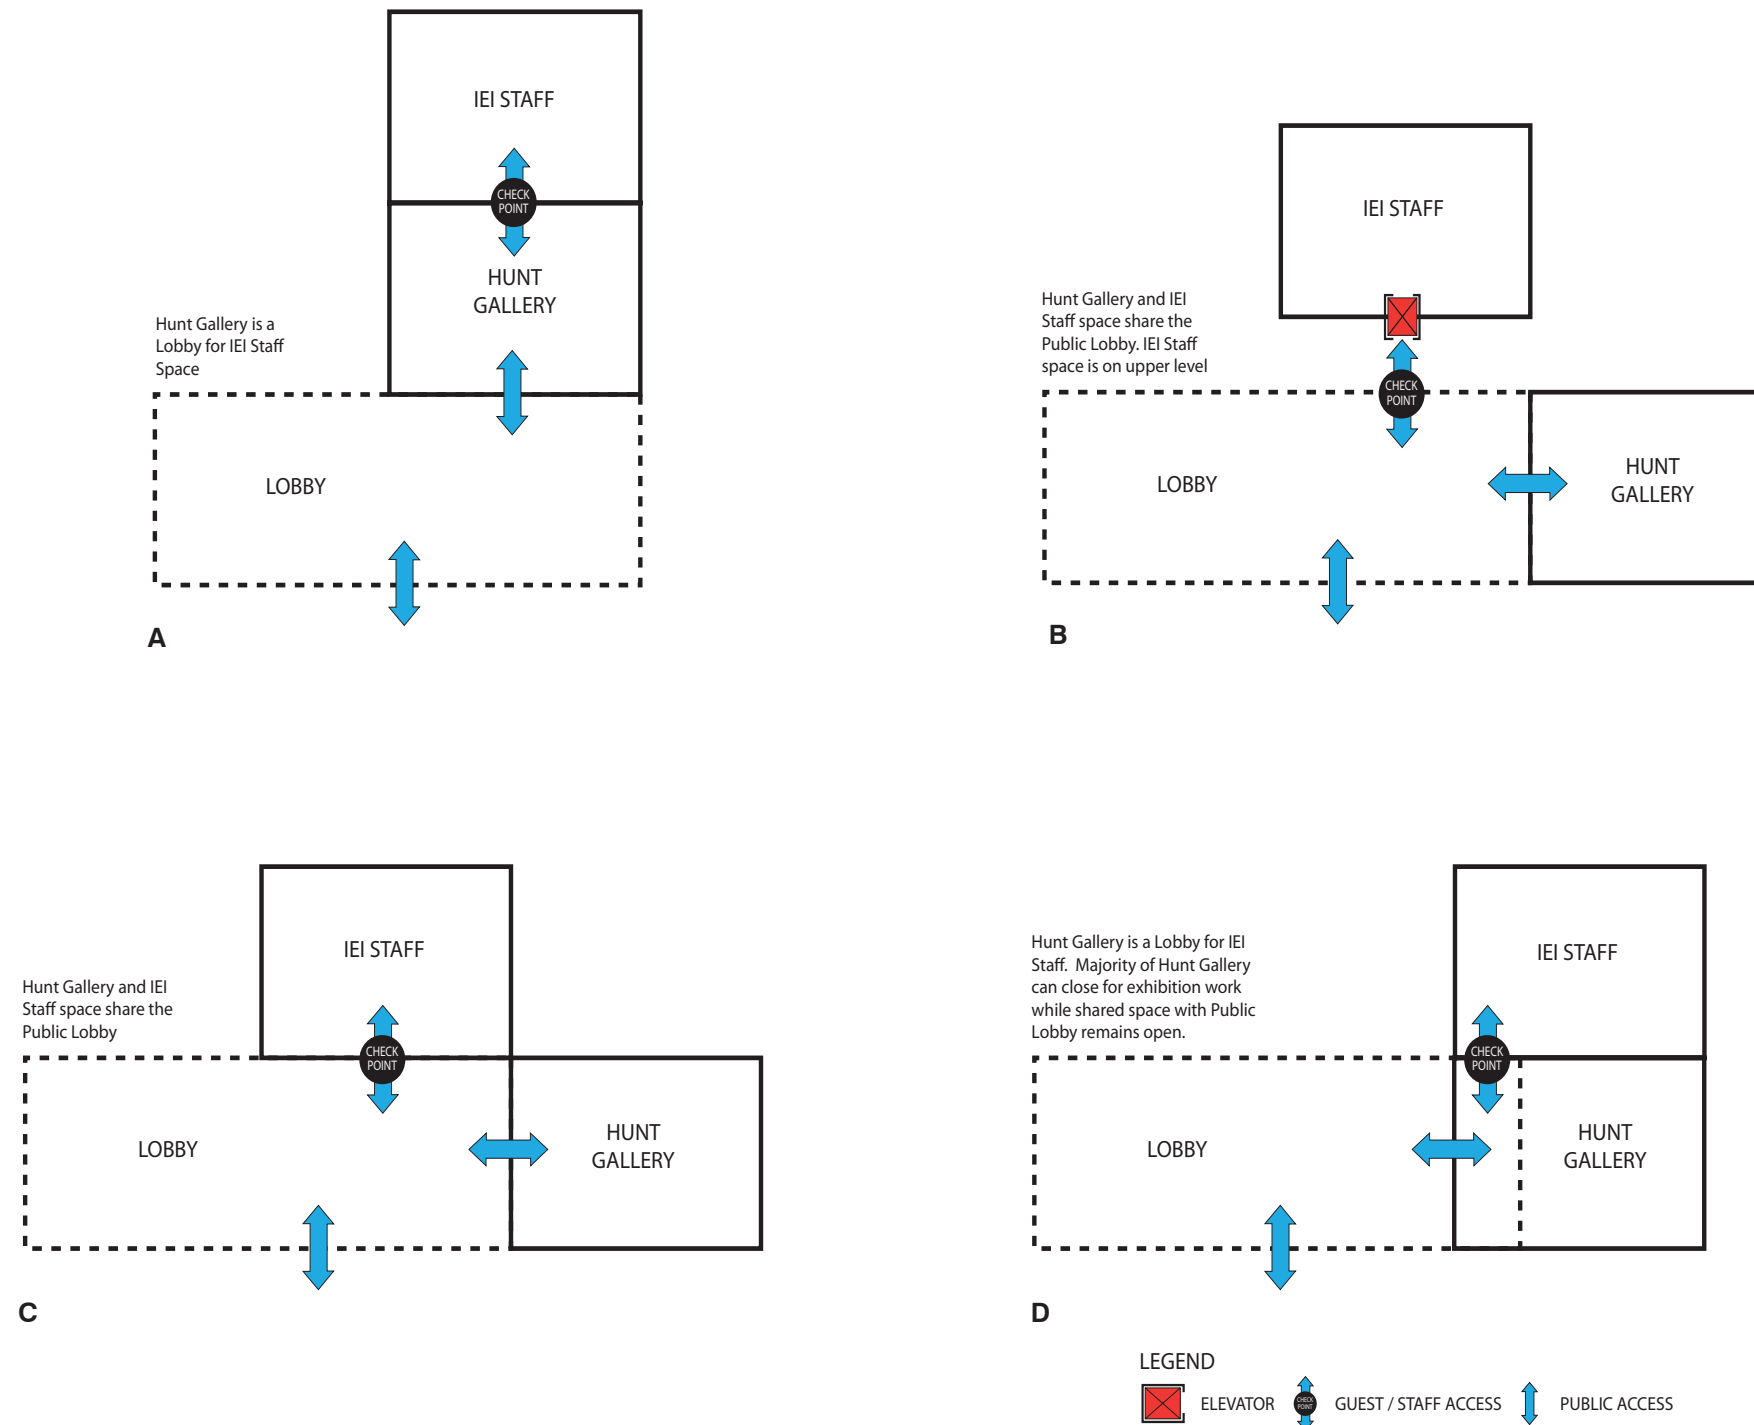 IEI STAFF
CHECK
POINT
HUNT
GALLERY
Hunt Gallery is a
Lobby for IEI Staff
Space
LOBBY
A
IEI STAFF
Hunt Gallery and IEI
Staff space share the
Public Lobby. IEI Staff
space is on upper level
CHECK
POINT
LOBBY
HUNT
GALLERY
B
IEI STAFF
Hunt Gallery and IEI
Staff space share the
Public Lobby
CHECK
POINT
LOBBY
HUNT
GALLERY
C
Hunt Gallery is a Lobby for IEI
Staff.  Majority of Hunt Gallery
can close for exhibition work
while shared space with Public
Lobby remains open.
IEI STAFF
CHECK
POINT
LOBBY
HUNT
GALLERY
D
LEGEND
ELEVATOR
CHECK
POINT
GUEST / STAFF ACCESS
PUBLIC ACCESS